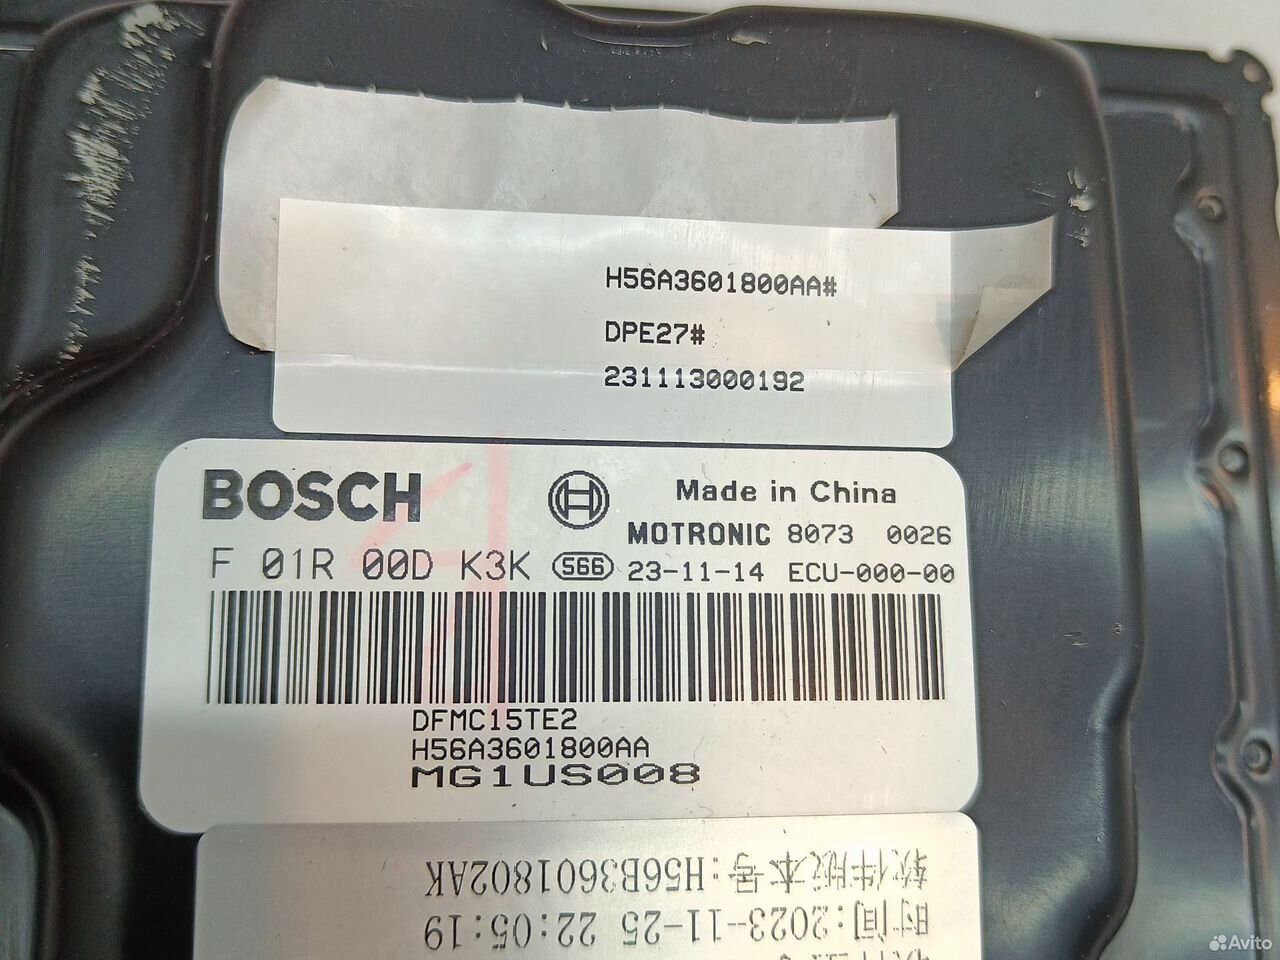 H56A3601800AA#
DPE27#
231113000192
BOSCH Made in China
MOTRONIC 8073 0026
F 01R 00D K3K 566 23-11-14 ECU-000-00
DFMC15TE2
H56A3601800AA
MG1US008
时间:2023-11-25 22:05:19
软件版本号:H56B3601802AK
Avito